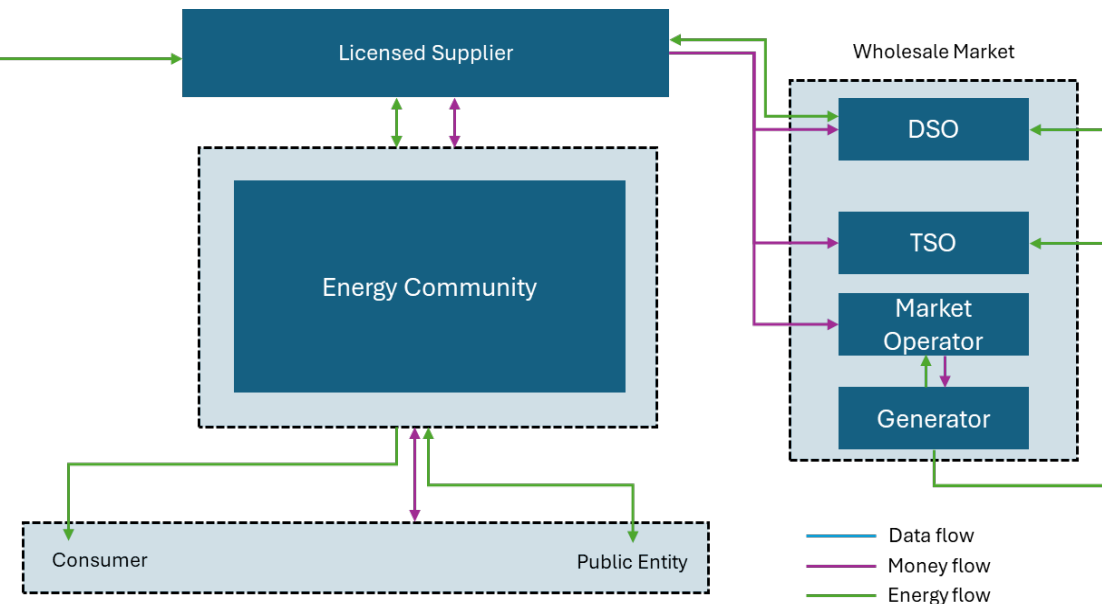 Licensed Supplier
Wholesale Market
DSO
TSO
Energy Community
Market
Operator
Generator
Consumer
Public Entity
Data flow
Money flow
Energy flow